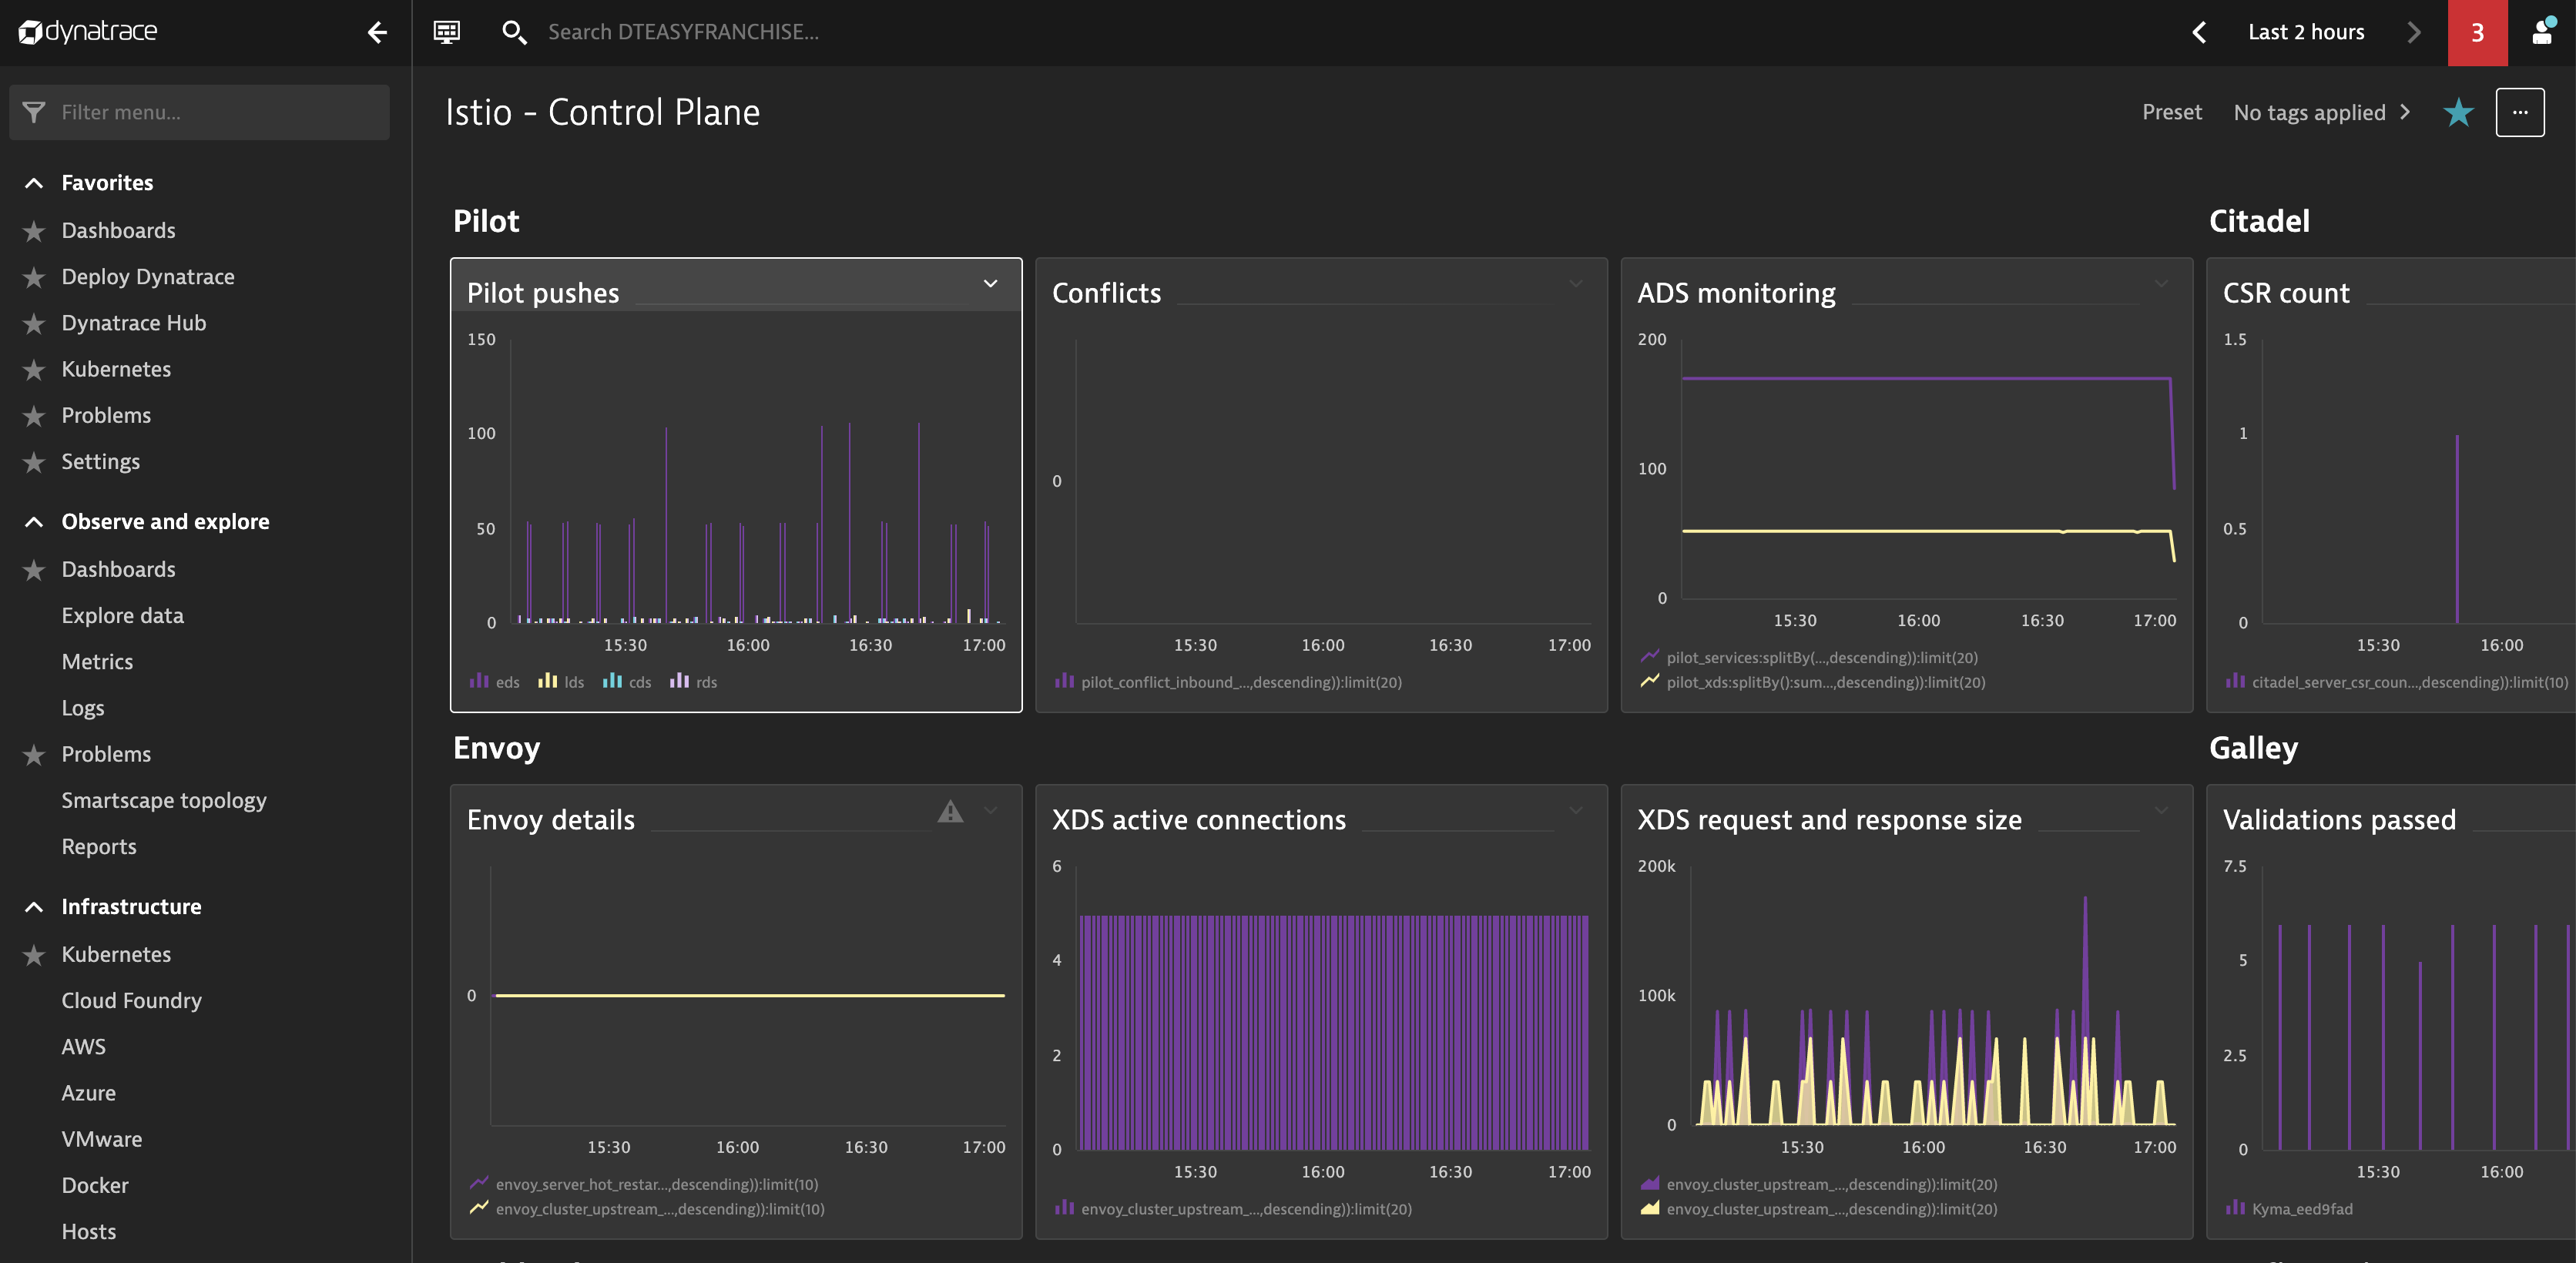 dynatrace
Search DTEASYFRANCHISE...
Last 2 hours
3
Filter menu...
Favorites
Dashboards
Deploy Dynatrace
Dynatrace Hub
Kubernetes
Problems
Settings
Observe and explore
Dashboards
Explore data
Metrics
Logs
Problems
Smartscape topology
Reports
Infrastructure
Kubernetes
Cloud Foundry
AWS
Azure
VMware
Docker
Hosts
Istio - Control Plane
Preset
No tags applied
...
Pilot
Pilot pushes
150
100
50
0
15:30 16:00 16:30 17:00
eds lds cds rds
Conflicts
0
15:30 16:00 16:30 17:00
pilot_conflict_inbound_...,descending)):limit(20)
ADS monitoring
200
100
0
15:30 16:00 16:30 17:00
pilot_services:splitBy(...,descending)):limit(20)
pilot_xds:splitBy():sum...,descending)):limit(20)
Citadel
CSR count
1.5
1
0.5
0
15:30 16:00
citadel_server_csr_coun...,descending)):limit(10)
Envoy
Envoy details
0
15:30 16:00 16:30 17:00
envoy_server_hot_restar...,descending)):limit(10)
envoy_cluster_upstream_...,descending)):limit(10)
XDS active connections
6
4
2
0
15:30 16:00 16:30 17:00
envoy_cluster_upstream_...,descending)):limit(20)
XDS request and response size
200k
100k
0
15:30 16:00 16:30 17:00
envoy_cluster_upstream_...,descending)):limit(20)
envoy_cluster_upstream_...,descending)):limit(20)
Galley
Validations passed
7.5
5
2.5
0
15:30 16:00
Kyma_eed9fad